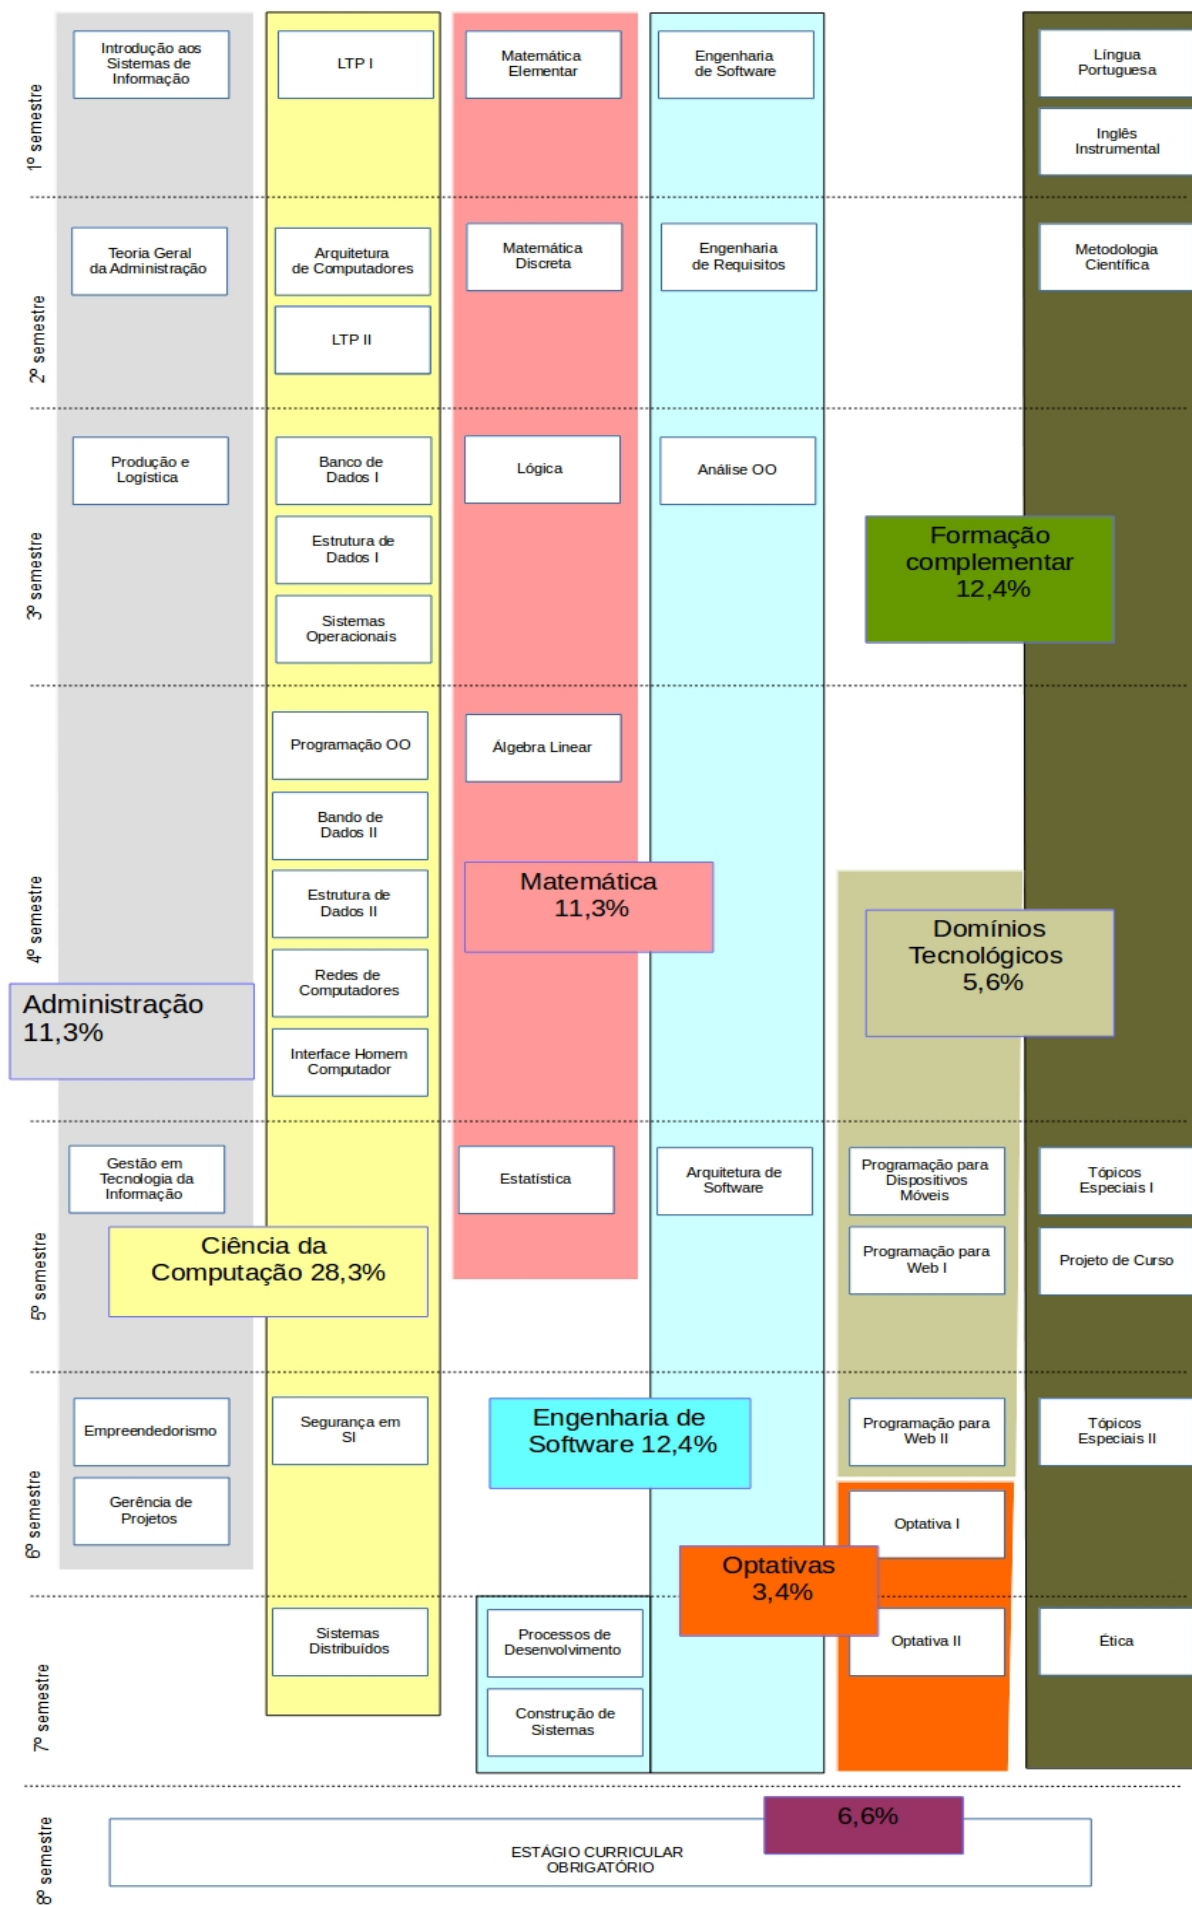 1º semestre
Introdução aos
Sistemas de
Informação
LTP I
Matemática
Elementar
Engenharia
de Software
Língua
Portuguesa
Inglês
Instrumental
2º semestre
Teoria Geral
da Administração
Arquitetura
de Computadores
LTP II
Matemática
Discreta
Engenharia
de Requisitos
Metodologia
Científica
3º semestre
Produção e
Logística
Banco de
Dados I
Estrutura de
Dados I
Sistemas
Operacionais
Lógica
Análise OO
Formação
complementar
12,4%
4º semestre
Programação OO
Bando de
Dados II
Estrutura de
Dados II
Redes de
Computadores
Interface Homem
Computador
Álgebra Linear
Matemática
11,3%
Domínios
Tecnológicos
5,6%
Administração
11,3%
5º semestre
Gestão em
Tecnologia da
Informação
Ciência da
Computação 28,3%
Estatística
Arquitetura de
Software
Programação para
Dispositivos
Móveis
Programação para
Web I
Tópicos
Especiais I
Projeto de Curso
6º semestre
Empreendedorismo
Gerência de
Projetos
Segurança em
SI
Engenharia de
Software 12,4%
Programação para
Web II
Optativa I
Tópicos
Especiais II
Optativas
3,4%
7º semestre
Sistemas
Distribuídos
Processos de
Desenvolvimento
Construção de
Sistemas
Optativa II
Ética
8º semestre
6,6%
ESTÁGIO CURRICULAR
OBRIGATÓRIO